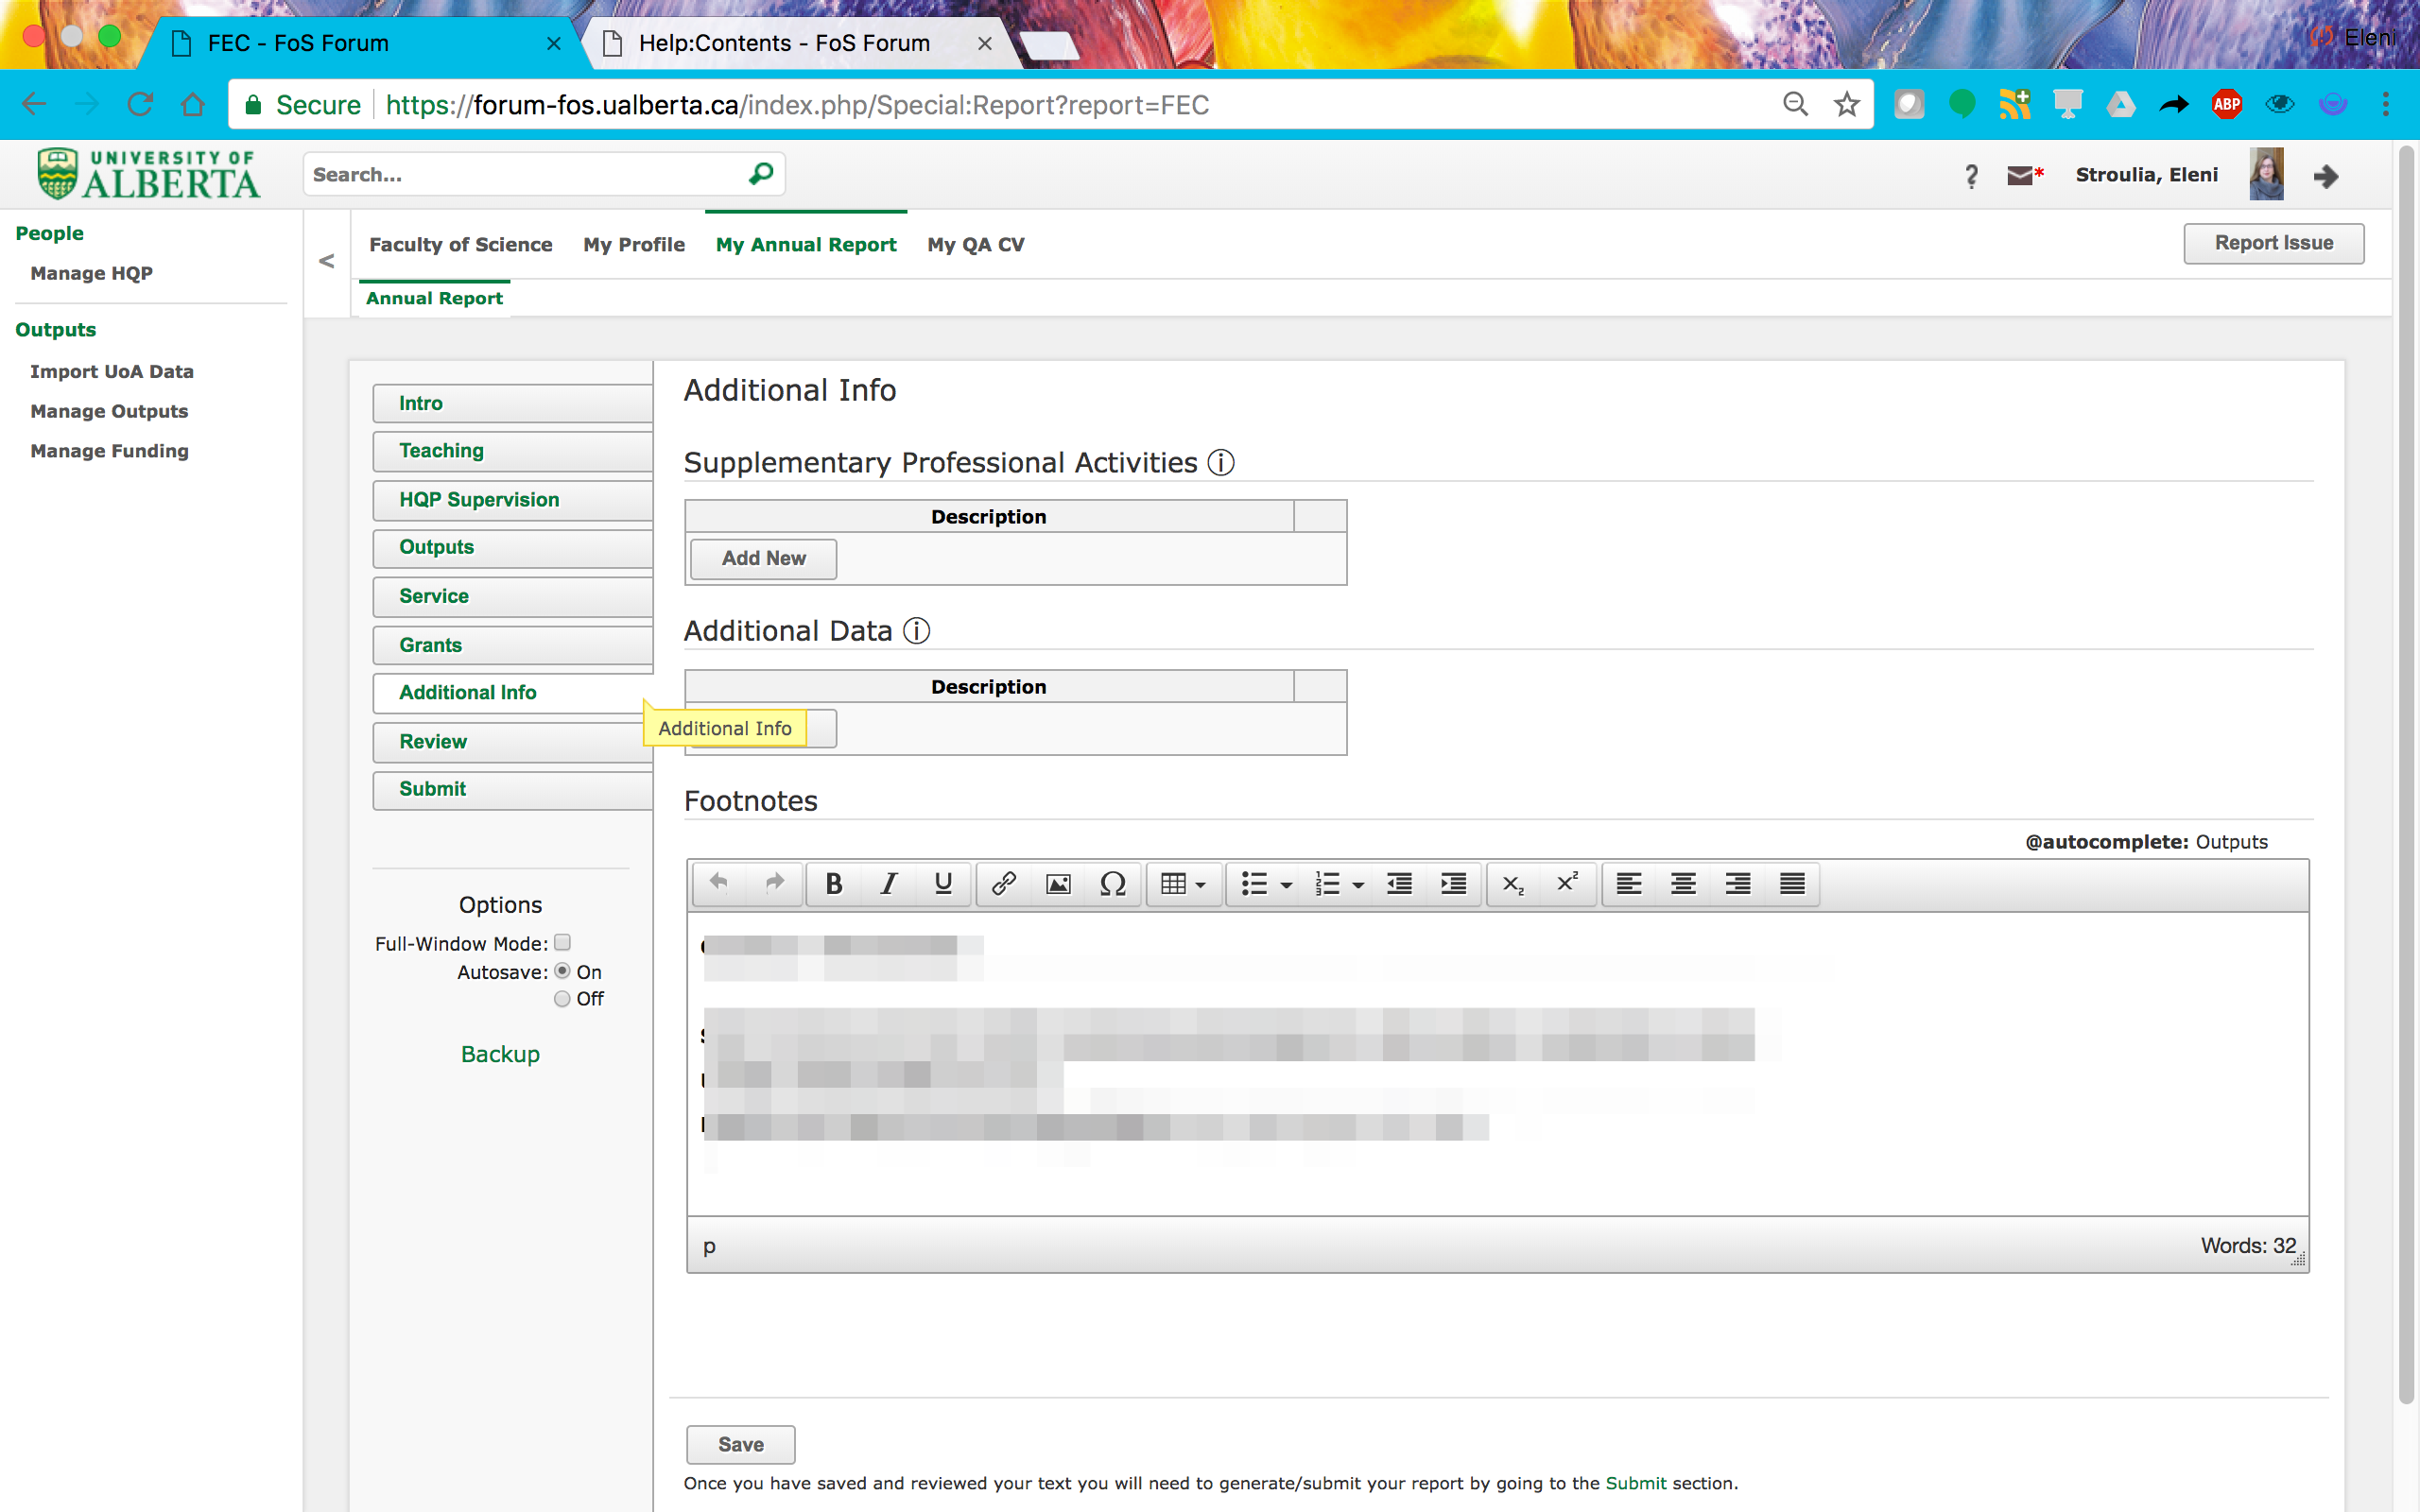 FEC - FoS Forum
Help:Contents - FoS Forum
Eleni
Secure
https://forum-fos.ualberta.ca/index.php/Special:Report?report=FEC
ABP
UNIVERSITY OF
ALBERTA
Search...
?
*
Stroulia, Eleni
People
Manage HQP
Outputs
Import UoA Data
Manage Outputs
Manage Funding
<
Faculty of Science
My Profile
My Annual Report
My QA CV
Report Issue
Annual Report
Intro
Teaching
HQP Supervision
Outputs
Service
Grants
Additional Info
Review
Submit
Options
Full-Window Mode:
Autosave: On
Off
Backup
Additional Info
Supplementary Professional Activities
Description
Add New
Additional Data
Description
Additional Info
Footnotes
@autocomplete: Outputs
p
Words: 32
Save
Once you have saved and reviewed your text you will need to generate/submit your report by going to the Submit section.